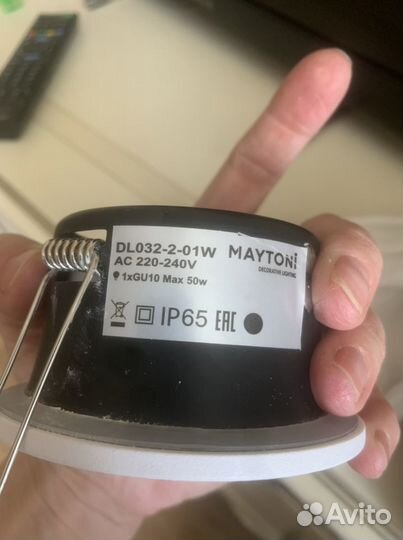 DL032-2-01W MAYTONi
AC 220-240V DECORATIVE LIGHTING
1xGU10 Max 50w
IP65 EAC
Avito